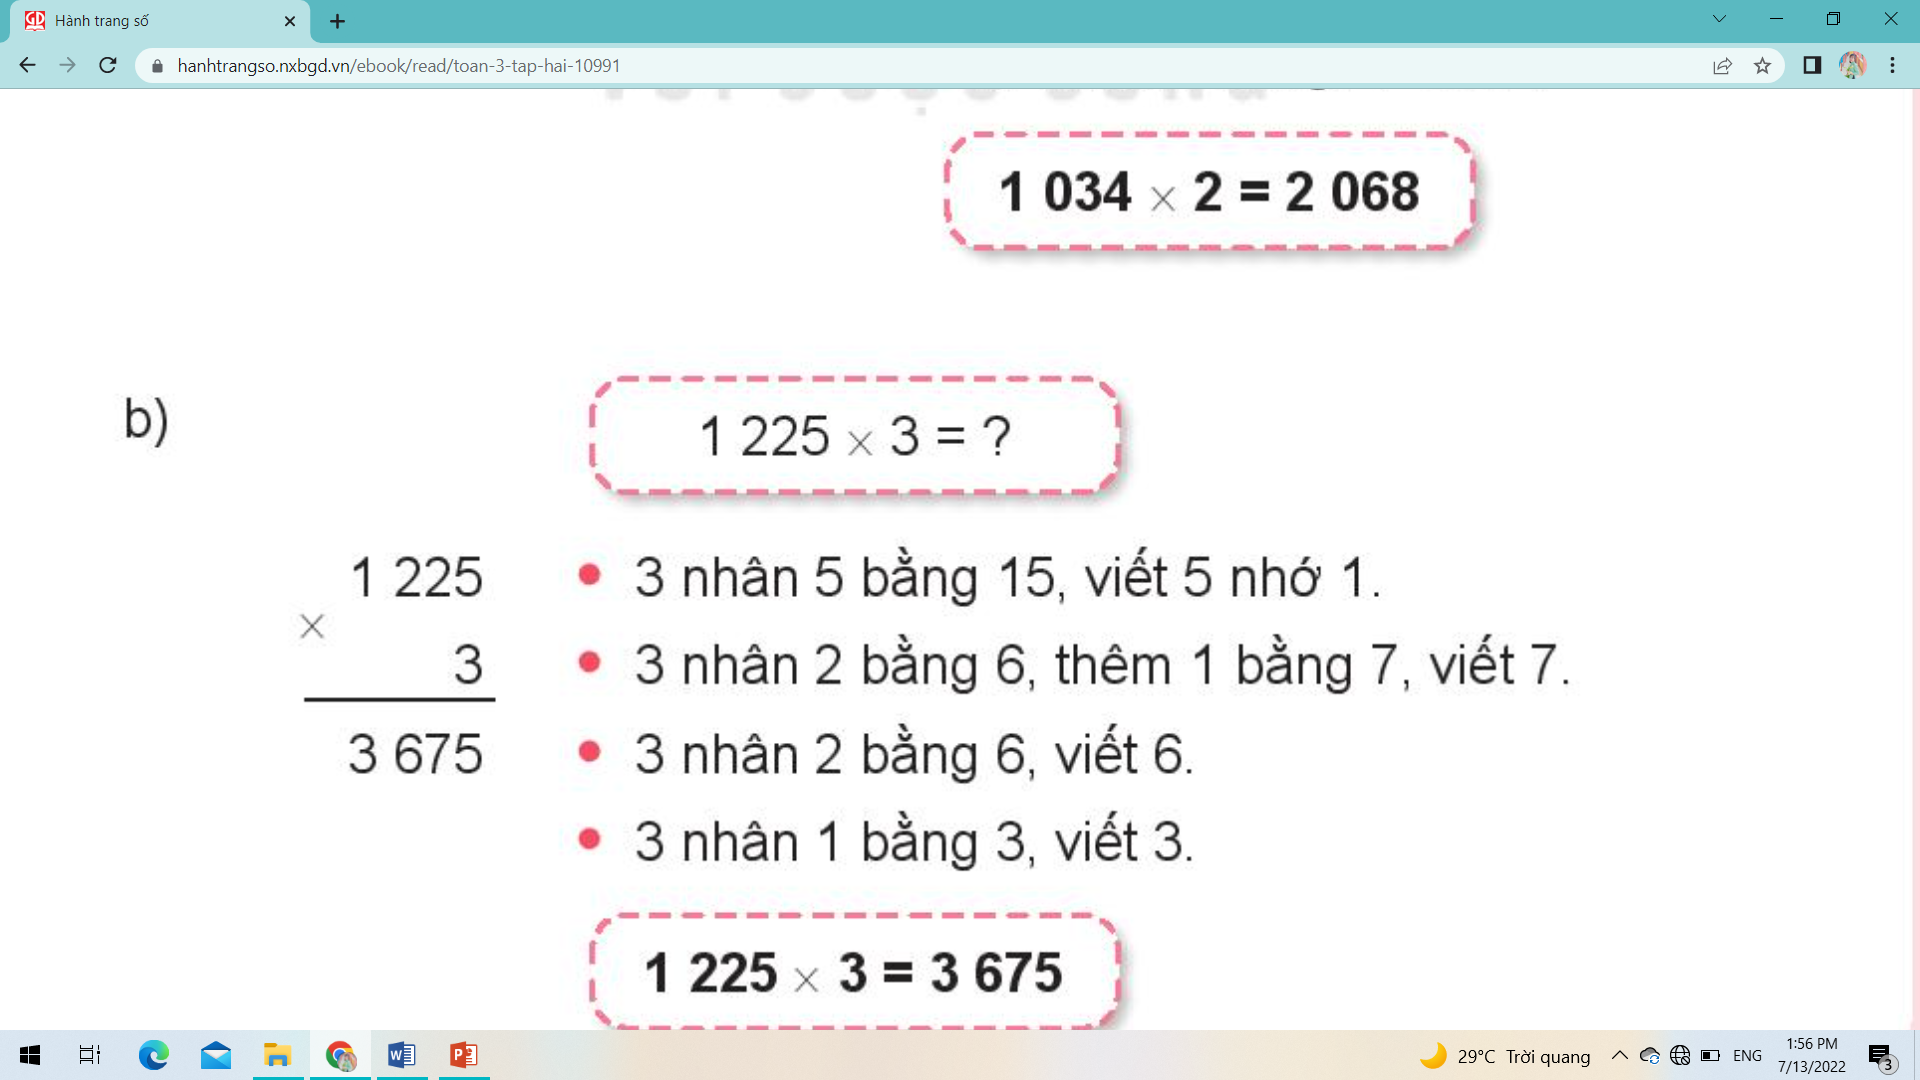 Hành trang số
hanhtrangso.nxbgd.vn/ebook/read/toan-3-tap-hai-10991
1 034 × 2 = 2 068
b)
1 225 × 3 = ?
1 225
×
3
3 675
• 3 nhân 5 bằng 15, viết 5 nhớ 1.
• 3 nhân 2 bằng 6, thêm 1 bằng 7, viết 7.
• 3 nhân 2 bằng 6, viết 6.
• 3 nhân 1 bằng 3, viết 3.
1 225 × 3 = 3 675
29°C Trời quang
ENG
1:56 PM
7/13/2022
3